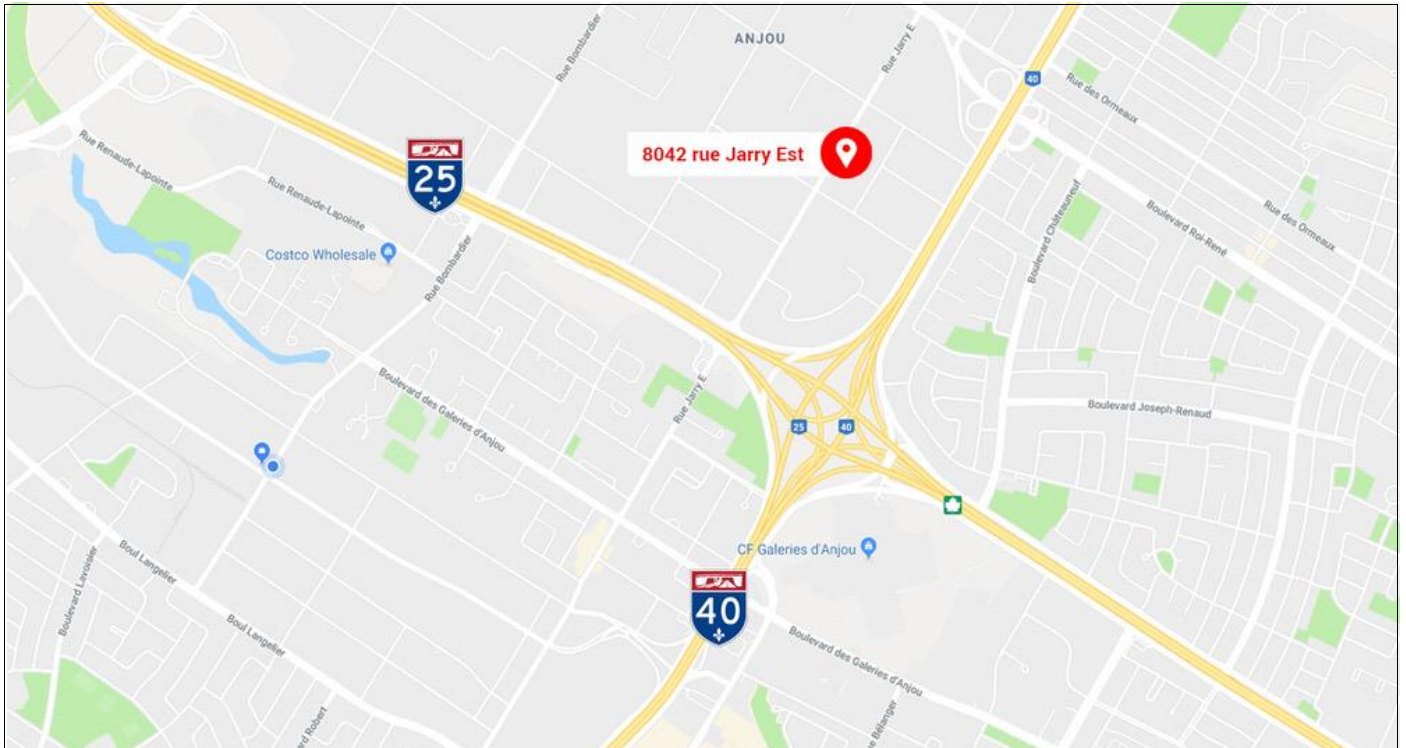 ANJOU
Rue Bombardier
Rue Jarry E
40
Rue des Ormeaux
8042 rue Jarry Est
Rue Renaude-Lapointe
25
Rue Renaude-Lapointe
Boulevard Châteauneuf
Boulevard Roi-René
Rue des Ormeaux
Costco Wholesale
Rue Bombardier
Boulevard des Galeries d'Anjou
Rue Jarry E
Boulevard Joseph-Renaud
25
40
CF Galeries d'Anjou
Boul Langelier
Boulevard Lavoisier
40
Boul Langelier
Boulevard des Galeries d'Anjou
Robert
Bélanger